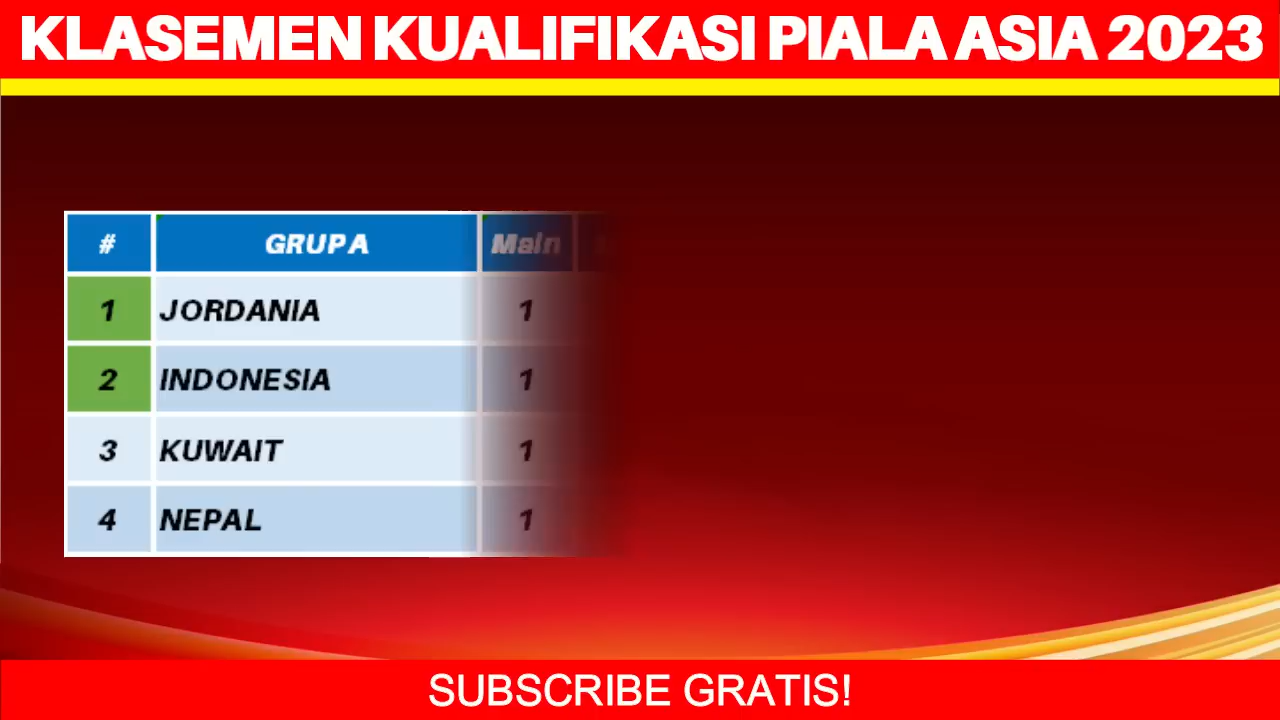 KLASEMEN KUALIFIKASI PIALA ASIA 2023
# GRUP A Main
1 JORDANIA 1
2 INDONESIA 1
3 KUWAIT 1
4 NEPAL 1
SUBSCRIBE GRATIS!